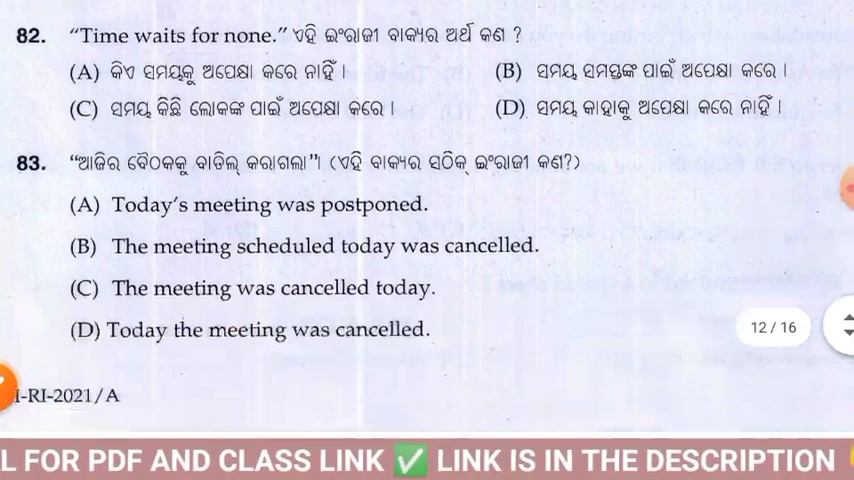 82. “Time waits for none.” ଏହି ଇଂରାଜୀ ବାକ୍ୟର ଅର୍ଥ କଣ ?
(A) କିଏ ସମୟକୁ ଅପେକ୍ଷା କରେ ନାହିଁ । (B) ସମୟ ସମସ୍ତଙ୍କ ପାଇଁ ଅପେକ୍ଷା କରେ ।
(C) ସମୟ କିଛି ଲୋକଙ୍କ ପାଇଁ ଅପେକ୍ଷା କରେ । (D) ସମୟ କାହାକୁ ଅପେକ୍ଷା କରେ ନାହିଁ ।
83. “ଆଜିର ବୈଠକକୁ ବାତିଲ୍ କରାଗଲା”। (ଏହି ବାକ୍ୟର ସଠିକ୍ ଇଂରାଜୀ କଣ?)
(A) Today’s meeting was postponed.
(B) The meeting scheduled today was cancelled.
(C) The meeting was cancelled today.
(D) Today the meeting was cancelled.
12 / 16
I-RI-2021/A
L FOR PDF AND CLASS LINK ✅ LINK IS IN THE DESCRIPTION